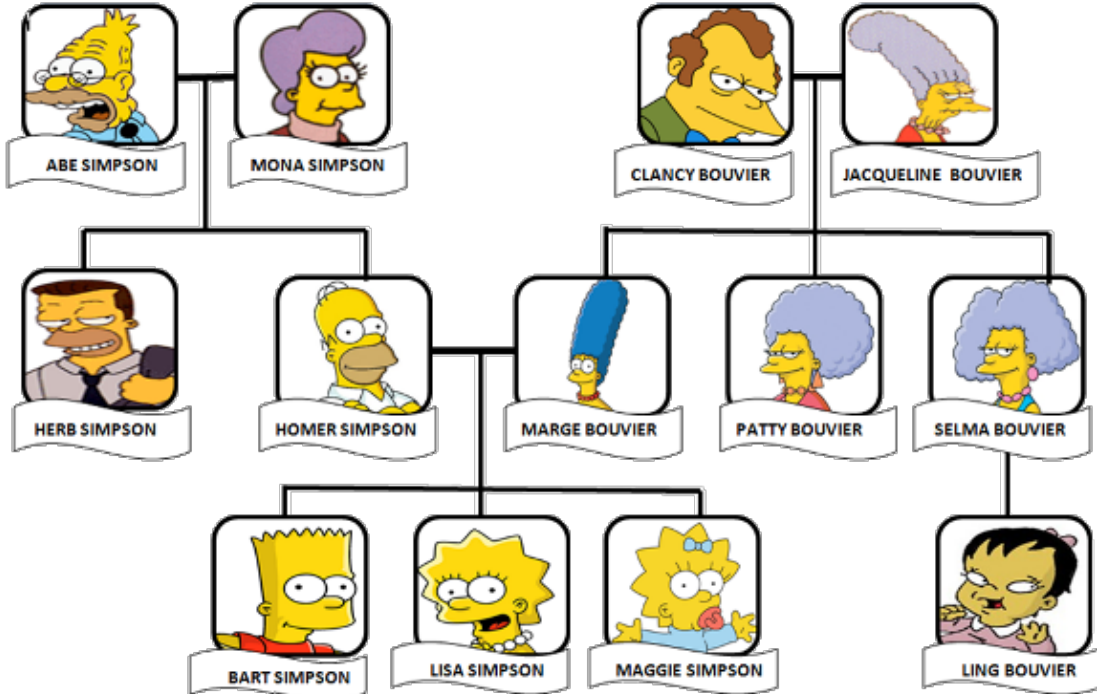 ABE SIMPSON
MONA SIMPSON
CLANCY BOUVIER
JACQUELINE BOUVIER
HERB SIMPSON
HOMER SIMPSON
MARGE BOUVIER
PATTY BOUVIER
SELMA BOUVIER
BART SIMPSON
LISA SIMPSON
MAGGIE SIMPSON
LING BOUVIER